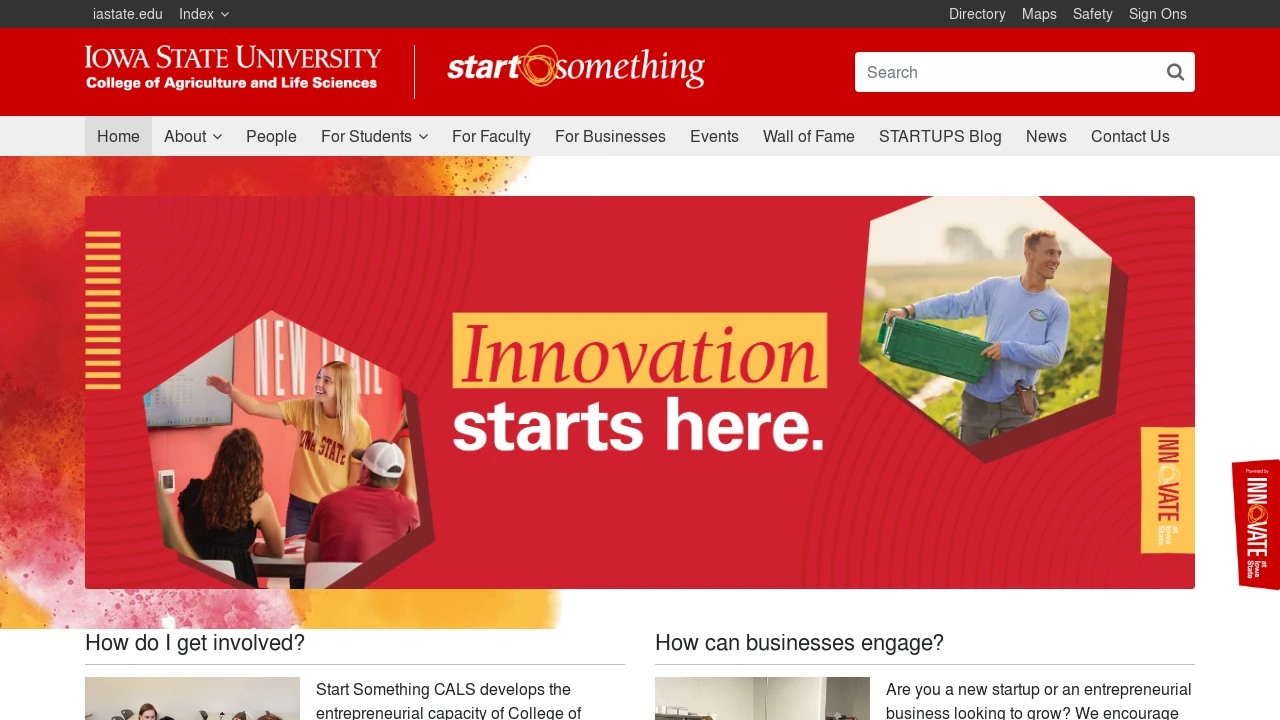 iastate.edu Index Directory Maps Safety Sign Ons
IOWA STATE UNIVERSITY
College of Agriculture and Life Sciences
start something
Search
Home About People For Students For Faculty For Businesses Events Wall of Fame STARTUPS Blog News Contact Us
NEW TRAIL
IOWA STATE
Innovation
starts here.
INNOVATE
at Iowa State
Powered by
INNOVATE
at Iowa State
How do I get involved?
Start Something CALS develops the
entrepreneurial capacity of College of
How can businesses engage?
Are you a new startup or an entrepreneurial
business looking to grow? We encourage